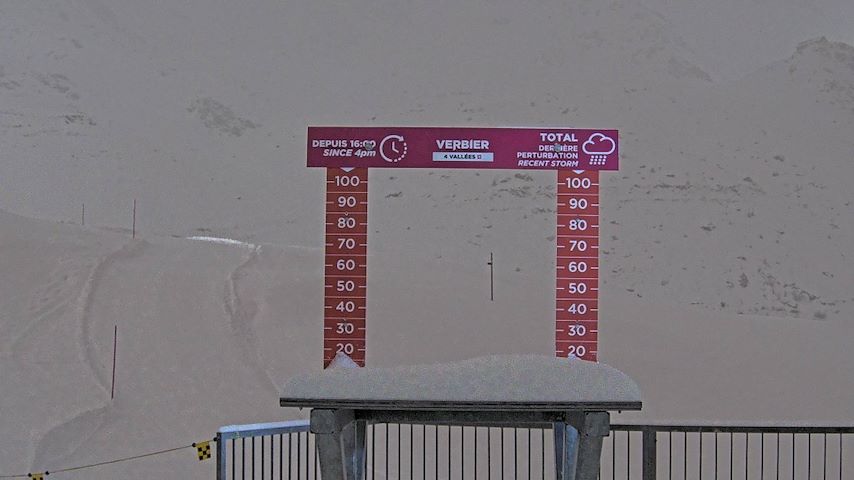 DEPUIS 16:00
SINCE 4pm
VERBIER
4 VALLÉES
TOTAL
DERNIÈRE
PERTURBATION
RECENT STORM
100
90
80
70
60
50
40
30
20
100
90
80
70
60
50
40
30
20